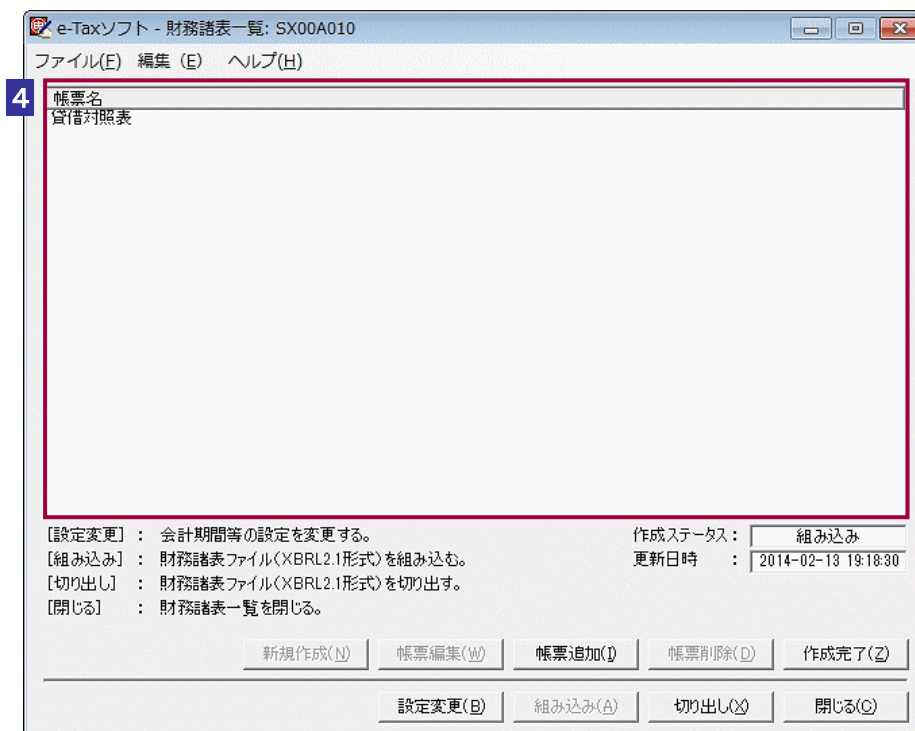 e-Taxソフト - 財務諸表一覧: SX00A010
ファイル(F) 編集 (E) ヘルプ(H)
4
帳票名
貸借対照表
[設定変更] : 会計期間等の設定を変更する。
[組み込み] : 財務諸表ファイル(XBRL2.1形式)を組み込む。
[切り出し] : 財務諸表ファイル(XBRL2.1形式)を切り出す。
[閉じる] : 財務諸表一覧を閉じる。
作成ステータス: 組み込み
更新日時 : 2014-02-13 19:18:30
新規作成(N) 帳票編集(W) 帳票追加(I) 帳票削除(D) 作成完了(Z)
設定変更(B) 組み込み(A) 切り出し(X) 閉じる(C)